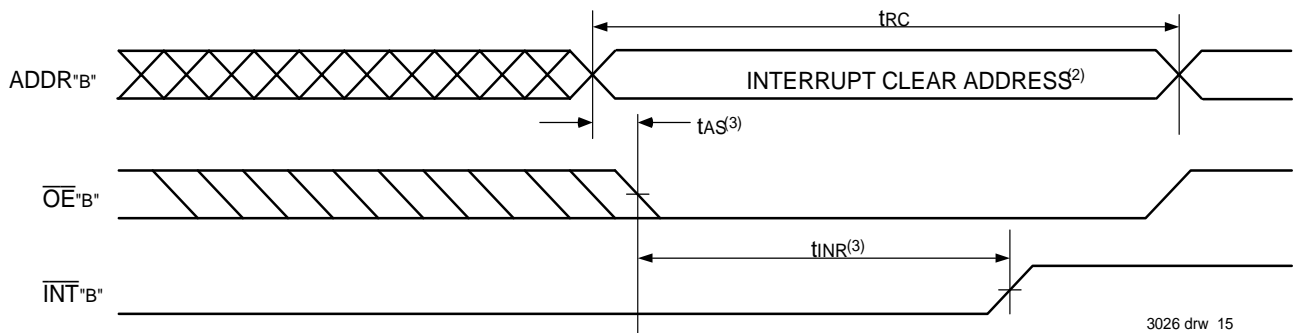 tRC
ADDR"B"
INTERRUPT CLEAR ADDRESS(2)
tAS(3)
OE"B"
tINR(3)
INT"B"
3026 drw 15